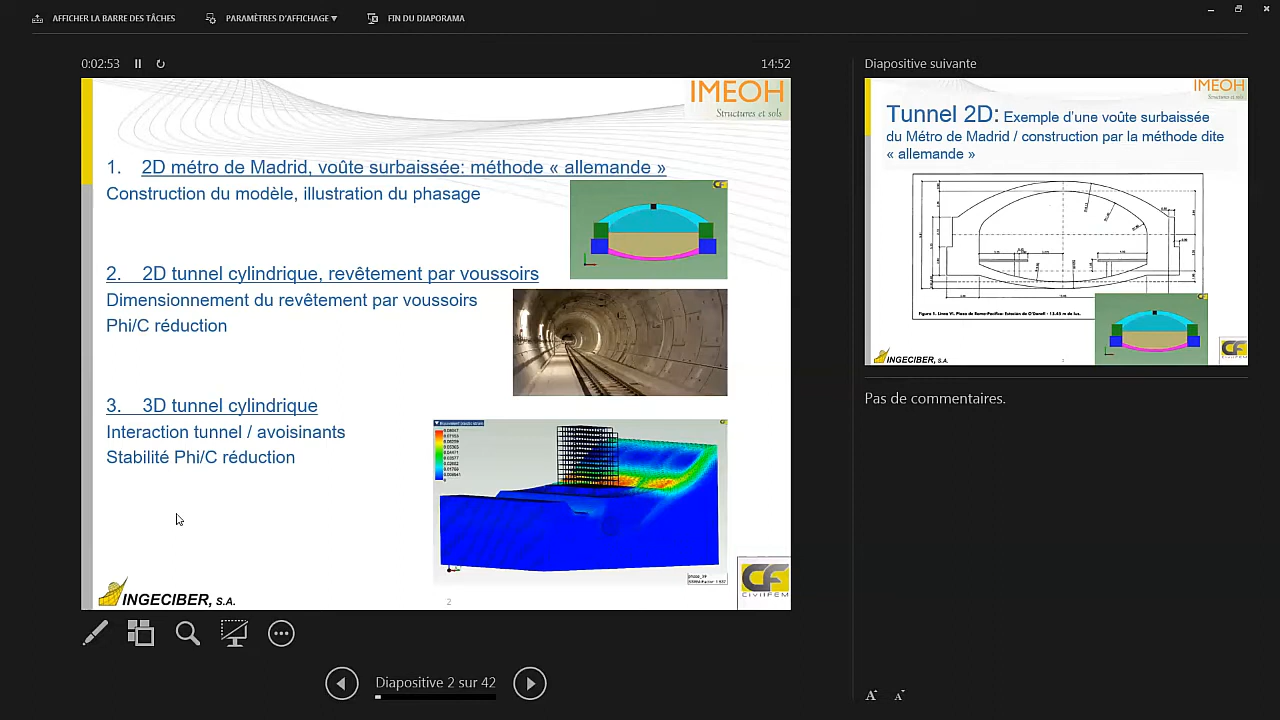 AFFICHER LA BARRE DES TÂCHES
PARAMÈTRES D'AFFICHAGE ▼
FIN DU DIAPORAMA
0:02:53
14:52
IMEOH
Structures et sols
1. 2D métro de Madrid, voûte surbaissée: méthode « allemande »
Construction du modèle, illustration du phasage
2. 2D tunnel cylindrique, revêtement par voussoirs
Dimensionnement du revêtement par voussoirs
Phi/C réduction
3. 3D tunnel cylindrique
Interaction tunnel / avoisinants
Stabilité Phi/C réduction
INGECIBER, S.A.
2
CF
CIVILFEM
Diapositive 2 sur 42
Diapositive suivante
IMEOH
Structures et sols
Tunnel 2D: Exemple d'une voûte surbaissée
du Métro de Madrid / construction par la méthode dite
« allemande »
INGECIBER, S.A.
CF
Pas de commentaires.
A
A